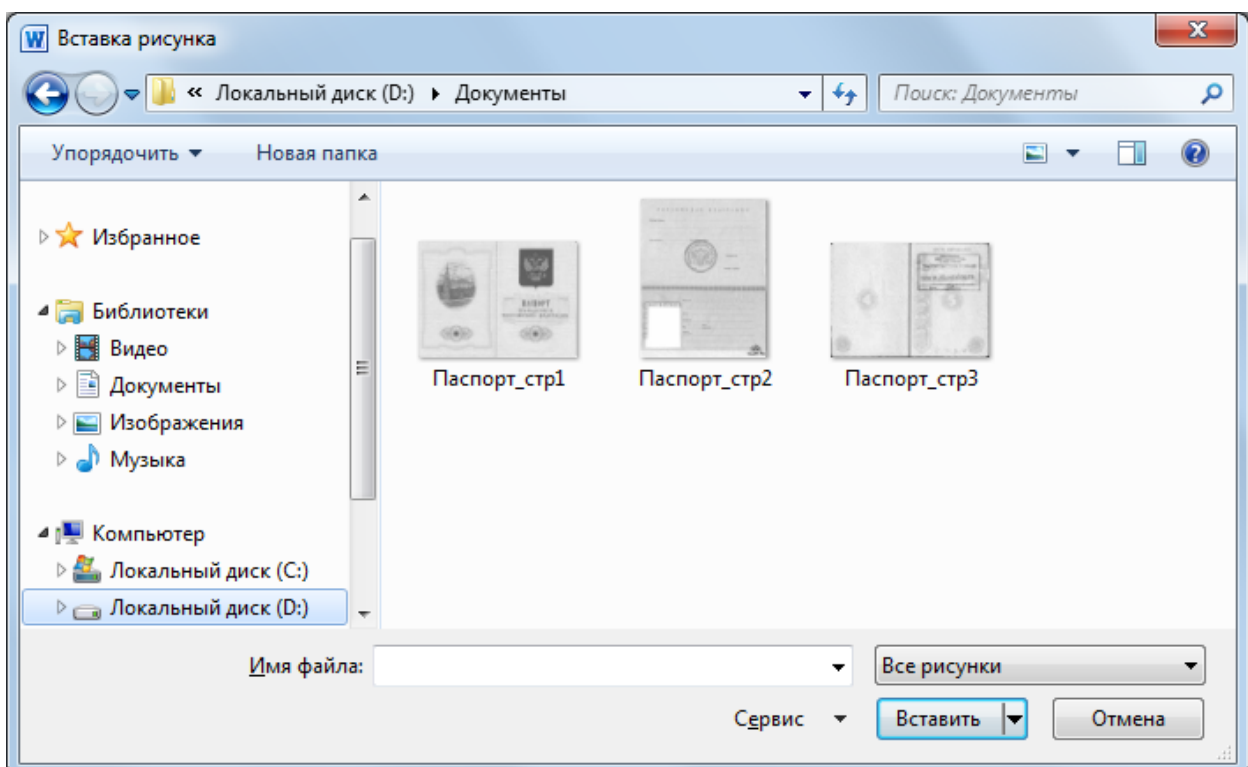 Вставка рисунка
« Локальный диск (D:) Документы
Поиск: Документы
Упорядочить Новая папка
Избранное
Библиотеки
Видео
Документы
Изображения
Музыка
Компьютер
Локальный диск (C:)
Локальный диск (D:)
ПАСПОРТ
Паспорт_стр1
Паспорт_стр2
Паспорт_стр3
Имя файла:
Все рисунки
Сервис
Вставить
Отмена